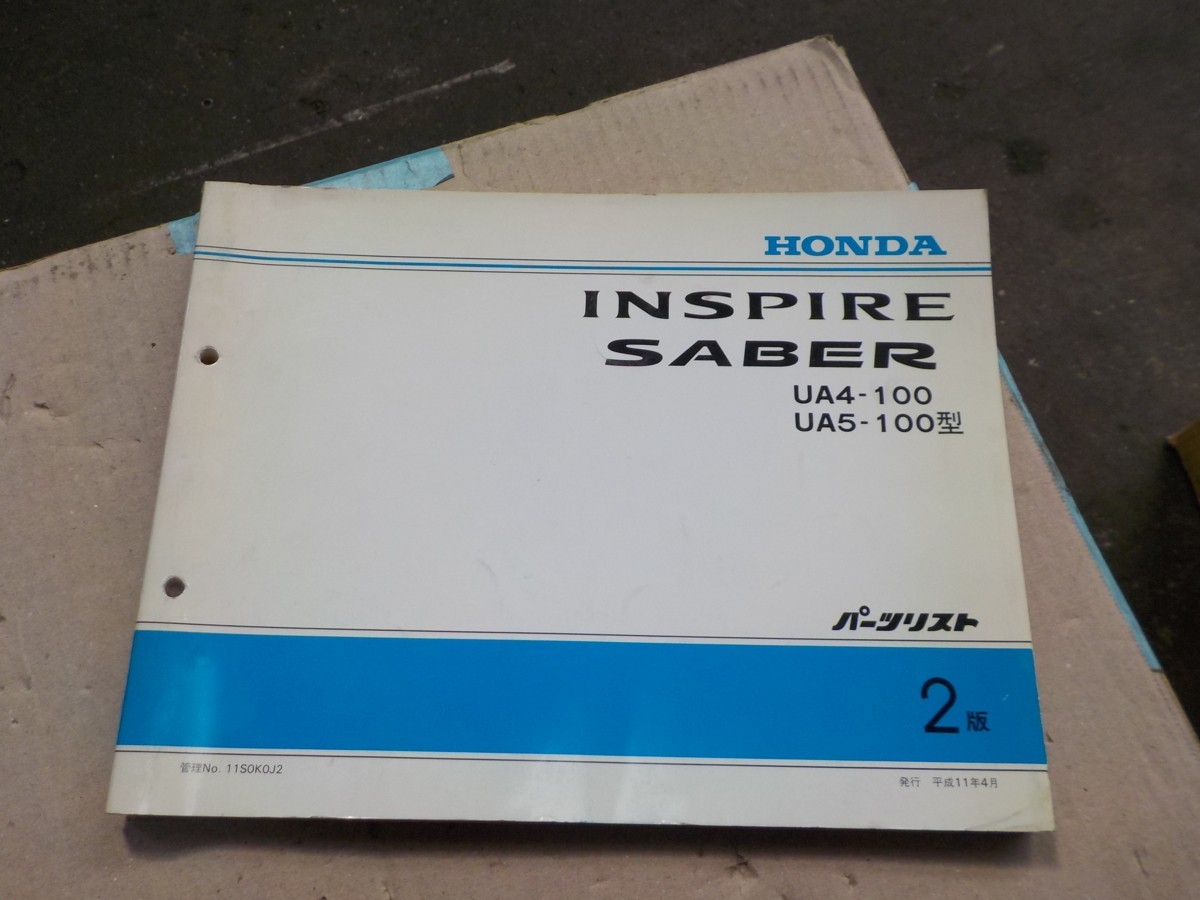 HONDA
INSPIRE
SABER
UA4-100
UA5-100型
パーツリスト
2版
管理No. 11S0K0J2
発行 平成11年4月